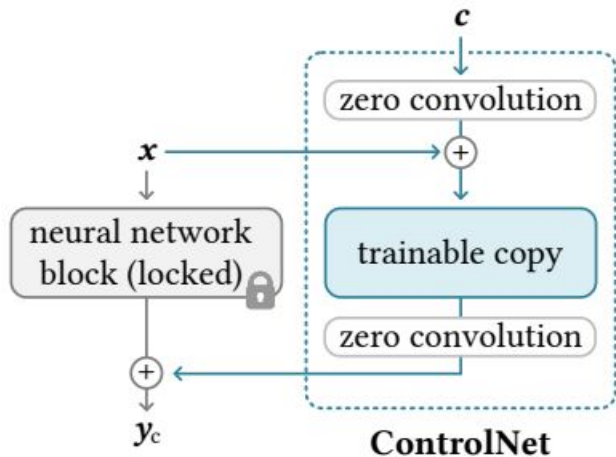 c
zero convolution
x
+
neural network
block (locked)
trainable copy
zero convolution
+
y_c
ControlNet